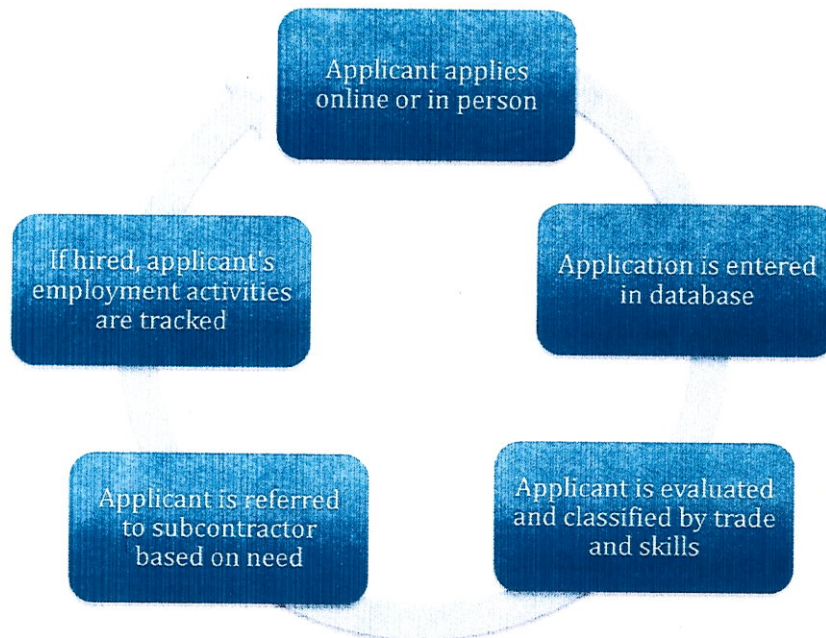 Applicant applies
online or in person
Application is entered
in database
Applicant is evaluated
and classified by trade
and skills
Applicant is referred
to subcontractor
based on need
If hired, applicant's
employment activities
are tracked